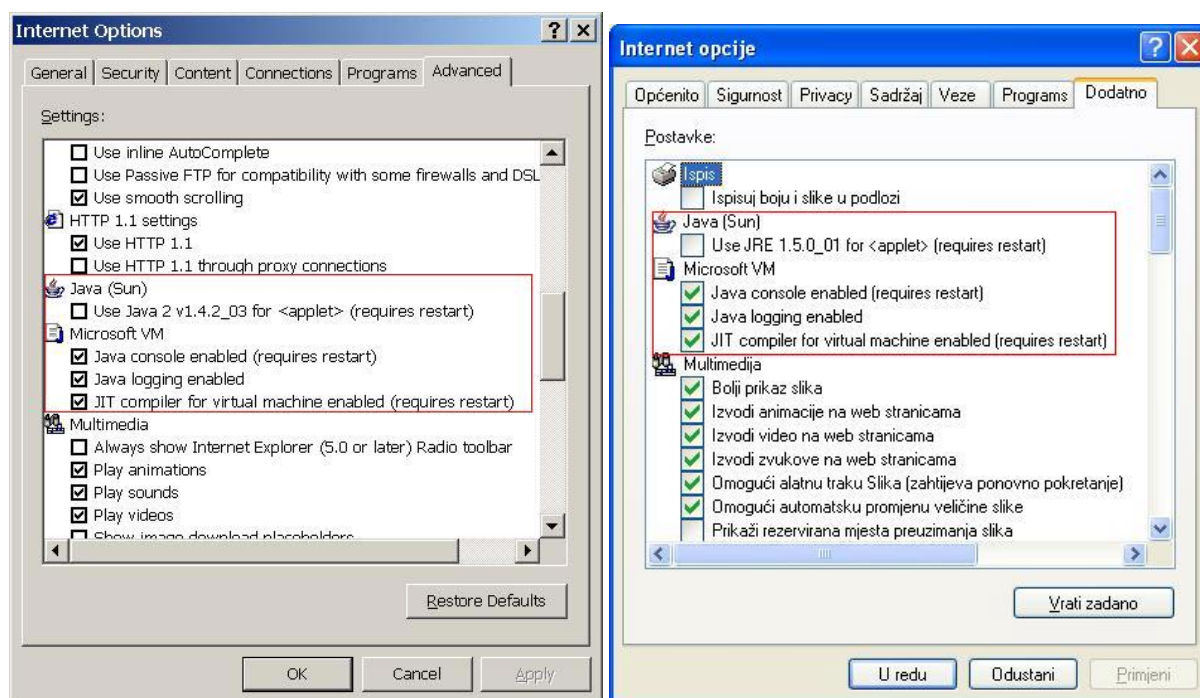 Internet Options
General Security Content Connections Programs Advanced
Settings:
Use inline AutoComplete
Use Passive FTP for compatibility with some firewalls and DSL
Use smooth scrolling
HTTP 1.1 settings
Use HTTP 1.1
Use HTTP 1.1 through proxy connections
Java (Sun)
Use Java 2 v1.4.2_03 for <applet> (requires restart)
Microsoft VM
Java console enabled (requires restart)
Java logging enabled
JIT compiler for virtual machine enabled (requires restart)
Multimedia
Always show Internet Explorer (5.0 or later) Radio toolbar
Play animations
Play sounds
Play videos
Show image download placeholders
Restore Defaults
OK Cancel Apply
Internet opcije
Općenito Sigurnost Privacy Sadržaj Veze Programs Dodatno
Postavke:
Ispis
Ispisuj boju i slike u podlozi
Java (Sun)
Use JRE 1.5.0_01 for <applet> (requires restart)
Microsoft VM
Java console enabled (requires restart)
Java logging enabled
JIT compiler for virtual machine enabled (requires restart)
Multimedija
Bolji prikaz slika
Izvodi animacije na web stranicama
Izvodi video na web stranicama
Izvodi zvukove na web stranicama
Omogući alatnu traku Slika (zahtijeva ponovno pokretanje)
Omogući automatsku promjenu veličine slike
Prikaži rezervirana mjesta preuzimanja slika
Vrati zadano
U redu Odustani Primjeni